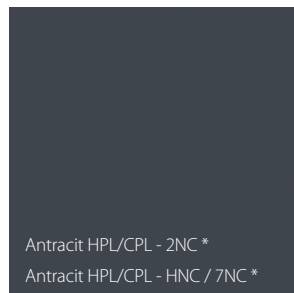 Antracit HPL/CPL - 2NC *
Antracit HPL/CPL - HNC / 7NC *